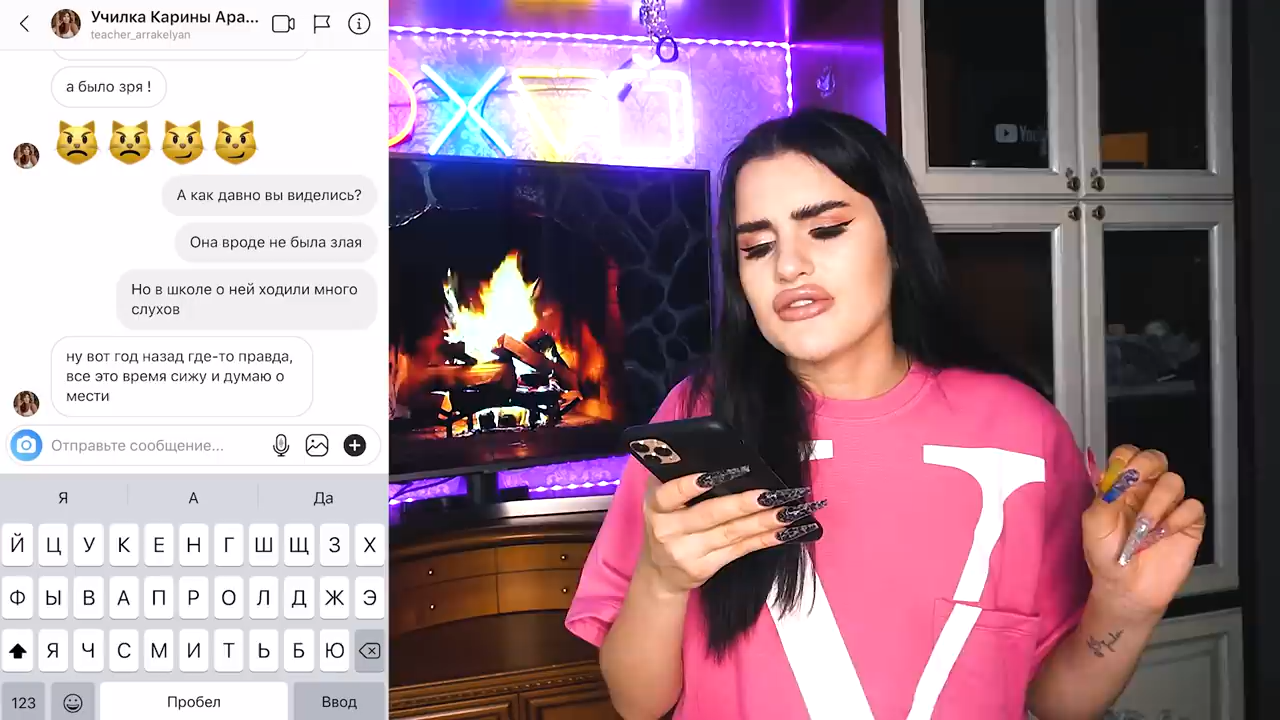 Училка Карины Ара...
teacher_arrakelyan
а было зря !
А как давно вы виделись?
Она вроде не была злая
Но в школе о ней ходили много
слухов
ну вот год назад где-то правда,
все это время сижу и думаю о
мести
Отправьте сообщение...
Я А Да
Й Ц У К Е Н Г Ш Щ З Х
Ф Ы В А П Р О Л Д Ж Э
Я Ч С М И Т Ь Б Ю
123 Пробел Ввод